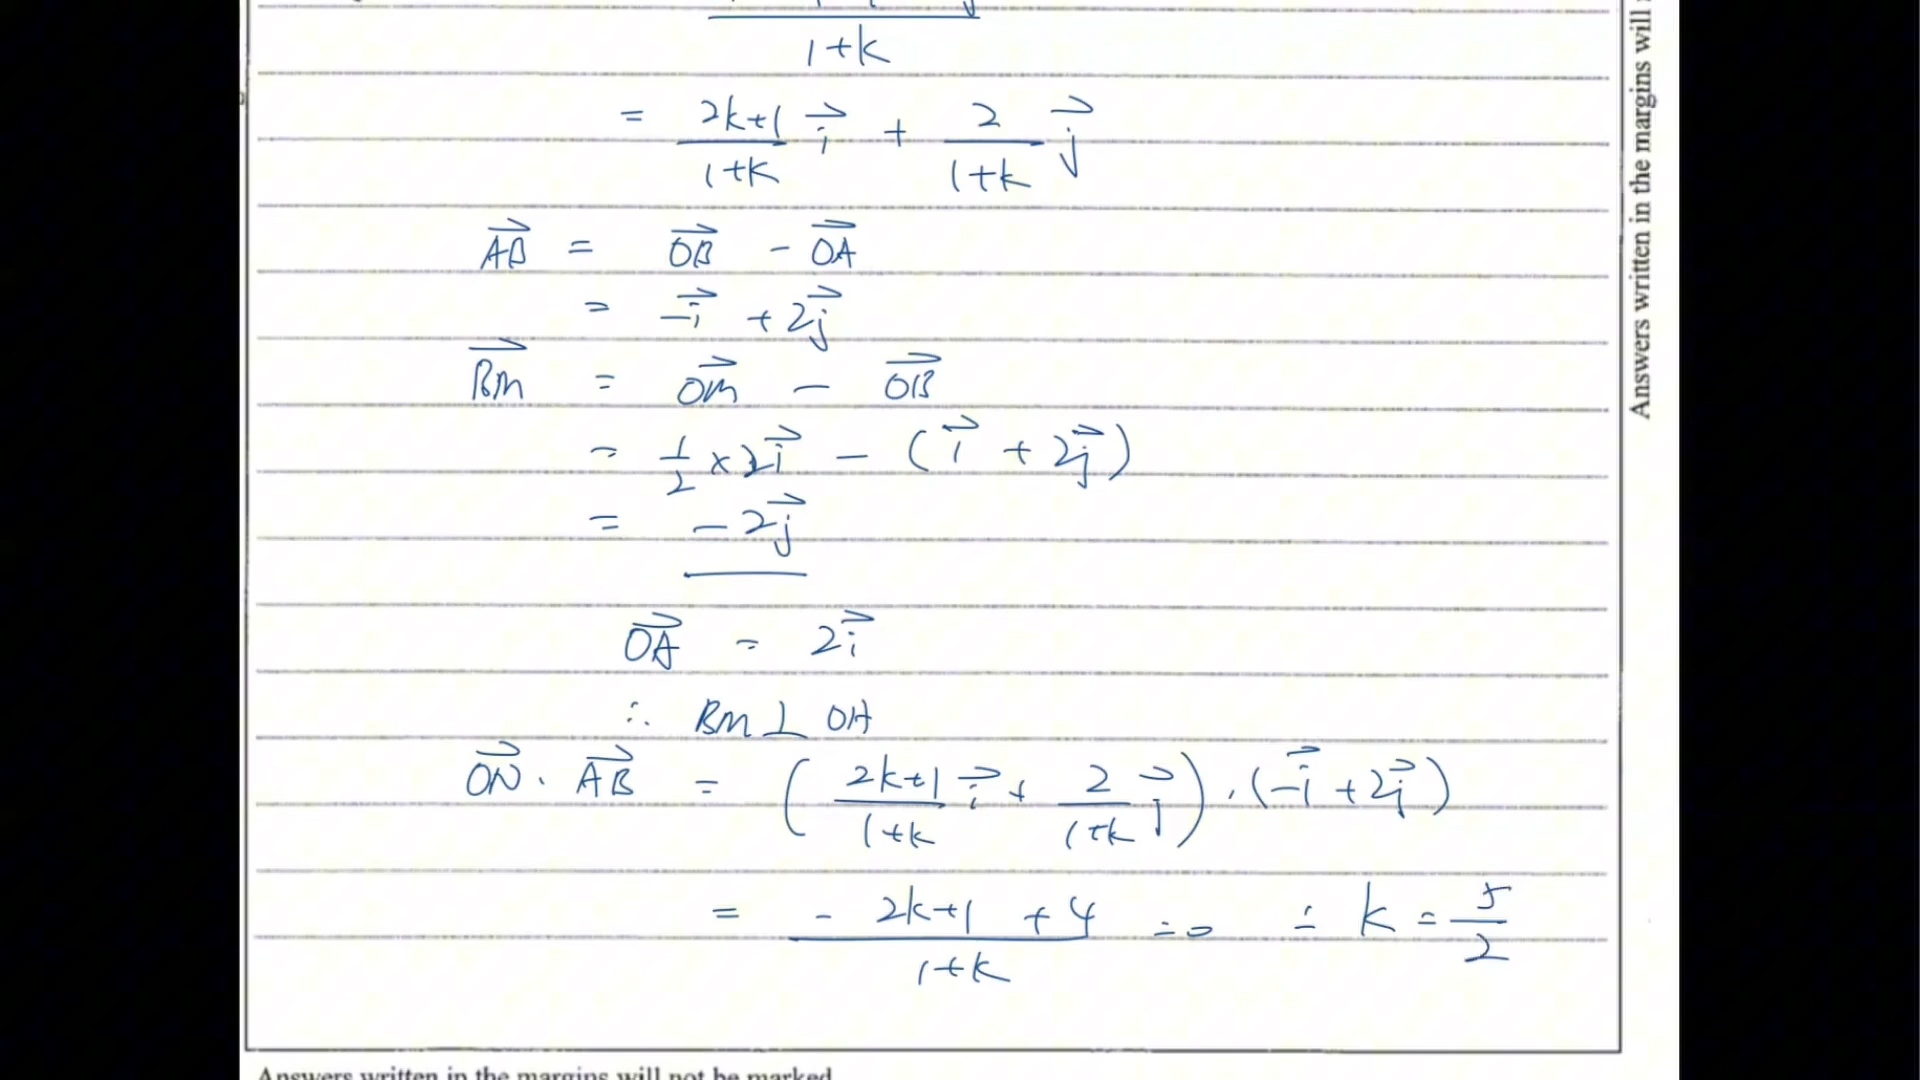 1+k
= 2k+1/1+k i⃗ + 2/1+k j⃗
AB⃗ = OB⃗ - OA⃗
= -i⃗ + 2j⃗
BM⃗ = OM⃗ - OB⃗
= 1/2 × 2i⃗ - (i⃗ + 2j⃗)
= -2j⃗
OA⃗ = 2i⃗
∴ BM ⊥ OA
ON⃗ · AB⃗ = (2k+1/1+k i⃗ + 2/1+k j⃗) · (-i⃗ + 2j⃗)
= - 2k+1 + 4/1+k = 0 ∴ k = 5/2
Answers written in the margins will not be marked
Answers written in the margins will